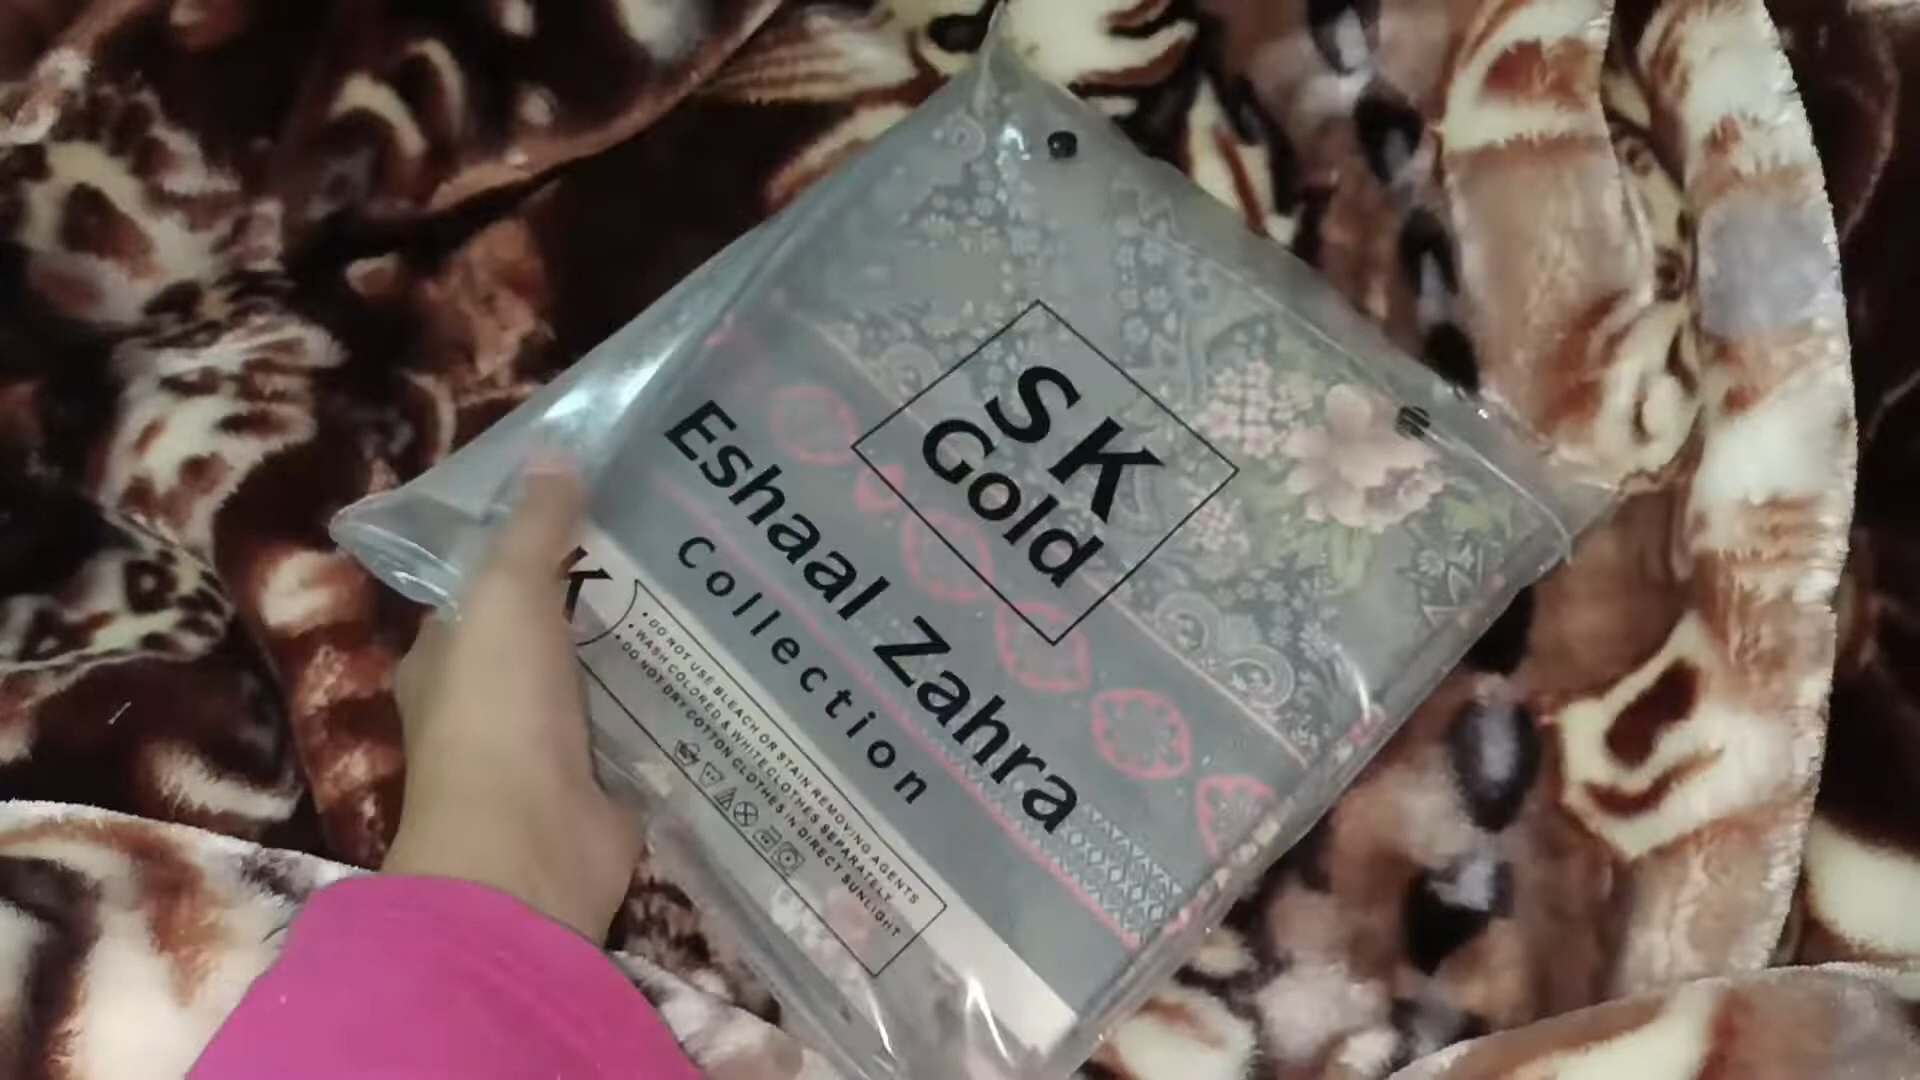 SK
Gold
Eshaal Zahra
Collection
K
• DO NOT USE BLEACH OR STAIN REMOVING AGENTS
• WASH COLORED & WHITE CLOTHES SEPARATELY.
• DO NOT DRY COTTON CLOTHES IN DIRECT SUNLIGHT